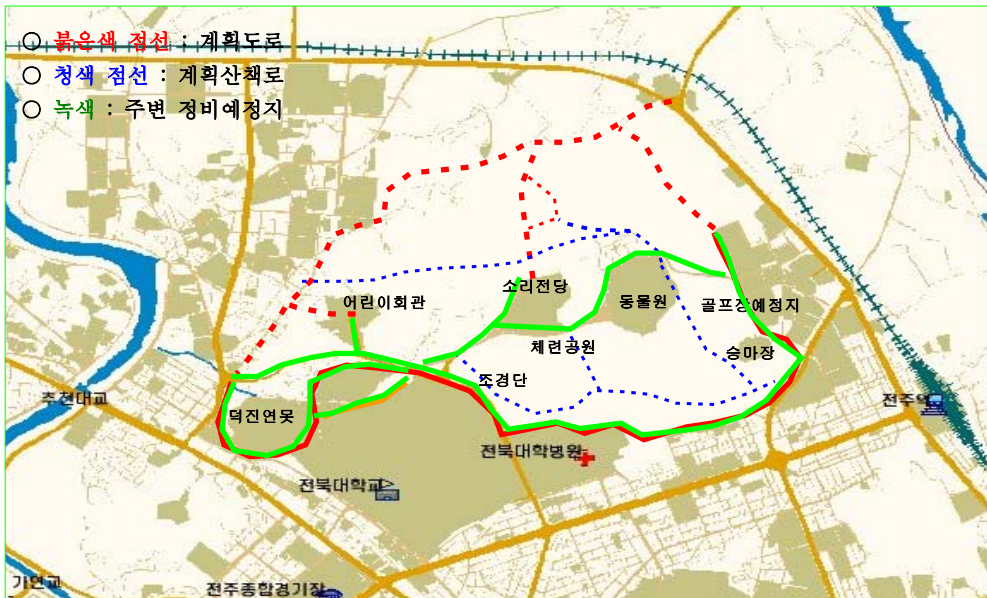 ○ 붉은색 점선 : 계획도로
○ 청색 점선 : 계획산책로
○ 녹색 : 주변 정비예정지
어린이회관
소리전당
동물원
골프장예정지
체련공원
승마장
조경단
추천대교
덕진연못
전주역
전북대학병원
전북대학교
가련교
전주종합경기장